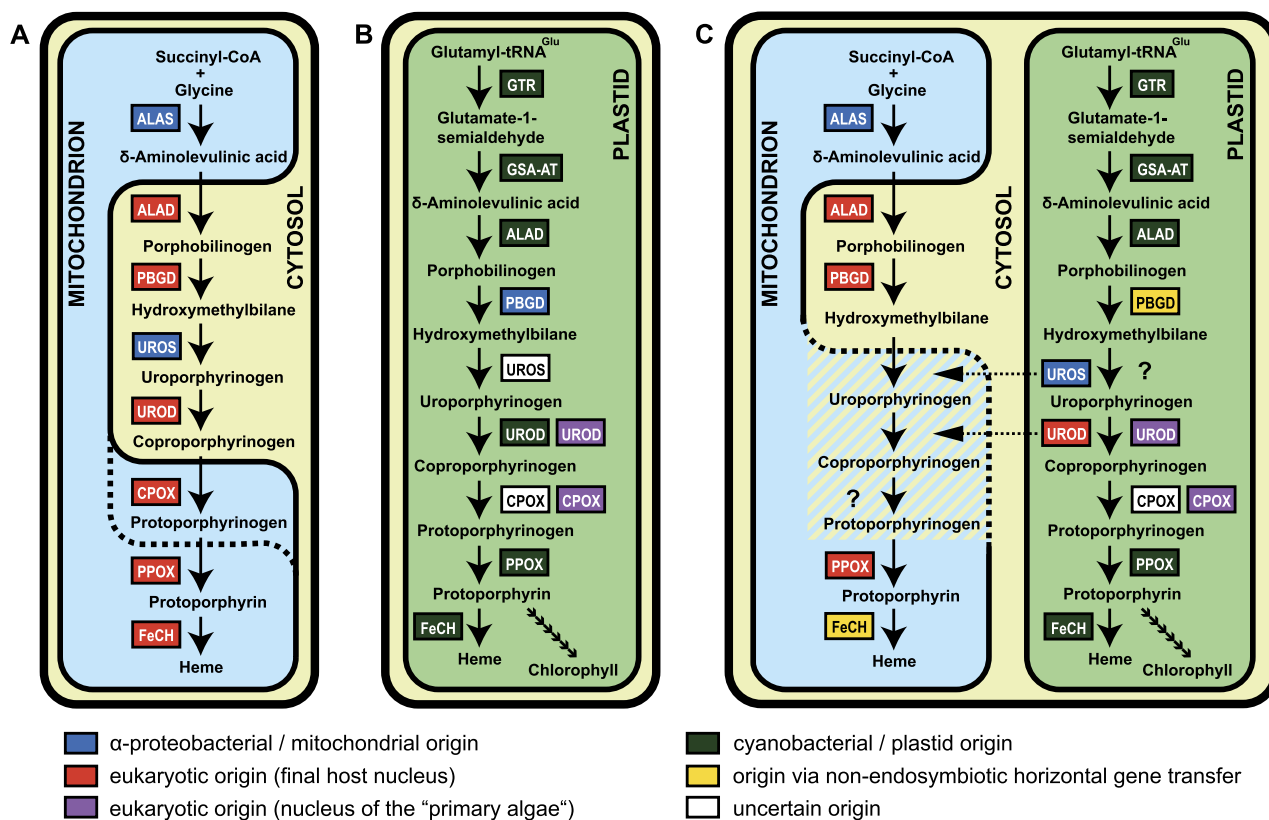 A
Succinyl-CoA
+
Glycine
ALAS
δ-Aminolevulinic acid
MITOCHONDRION
CYTOSOL
ALAD
Porphobilinogen
PBGD
Hydroxymethylbilane
UROS
Uroporphyrinogen
UROD
Coproporphyrinogen
CPOX
Protoporphyrinogen
PPOX
Protoporphyrin
FeCH
Heme
B
Glutamyl-tRNA Glu
PLASTID
GTR
Glutamate-1-
semialdehyde
GSA-AT
δ-Aminolevulinic acid
ALAD
Porphobilinogen
PBGD
Hydroxymethylbilane
UROS
Uroporphyrinogen
UROD UROD
Coproporphyrinogen
CPOX CPOX
Protoporphyrinogen
PPOX
Protoporphyrin
FeCH
Heme
Chlorophyll
C
Succinyl-CoA
+
Glycine
ALAS
δ-Aminolevulinic acid
MITOCHONDRION
CYTOSOL
ALAD
Porphobilinogen
PBGD
Hydroxymethylbilane
Uroporphyrinogen
Coproporphyrinogen
?
Protoporphyrinogen
PPOX
Protoporphyrin
FeCH
Heme
Glutamyl-tRNA Glu
PLASTID
GTR
Glutamate-1-
semialdehyde
GSA-AT
δ-Aminolevulinic acid
ALAD
Porphobilinogen
PBGD
Hydroxymethylbilane
UROS ?
Uroporphyrinogen
UROD UROD
Coproporphyrinogen
CPOX CPOX
Protoporphyrinogen
PPOX
Protoporphyrin
FeCH
Heme
Chlorophyll
α-proteobacterial / mitochondrial origin
eukaryotic origin (final host nucleus)
eukaryotic origin (nucleus of the “primary algae“)
cyanobacterial / plastid origin
origin via non-endosymbiotic horizontal gene transfer
uncertain origin